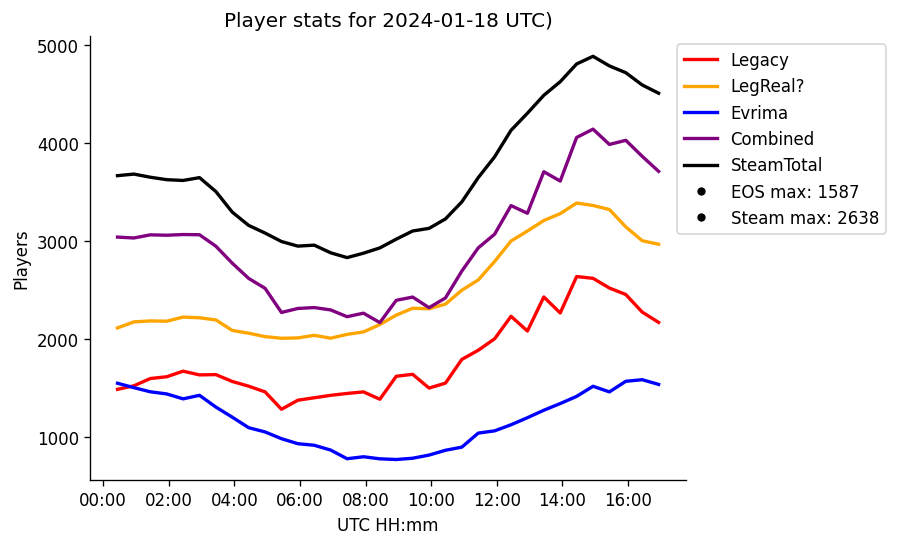 Player stats for 2024-01-18 UTC)
5000
4000
3000
2000
1000
Players
00:00 02:00 04:00 06:00 08:00 10:00 12:00 14:00 16:00
UTC HH:mm
Legacy
LegReal?
Evrima
Combined
SteamTotal
EOS max: 1587
Steam max: 2638